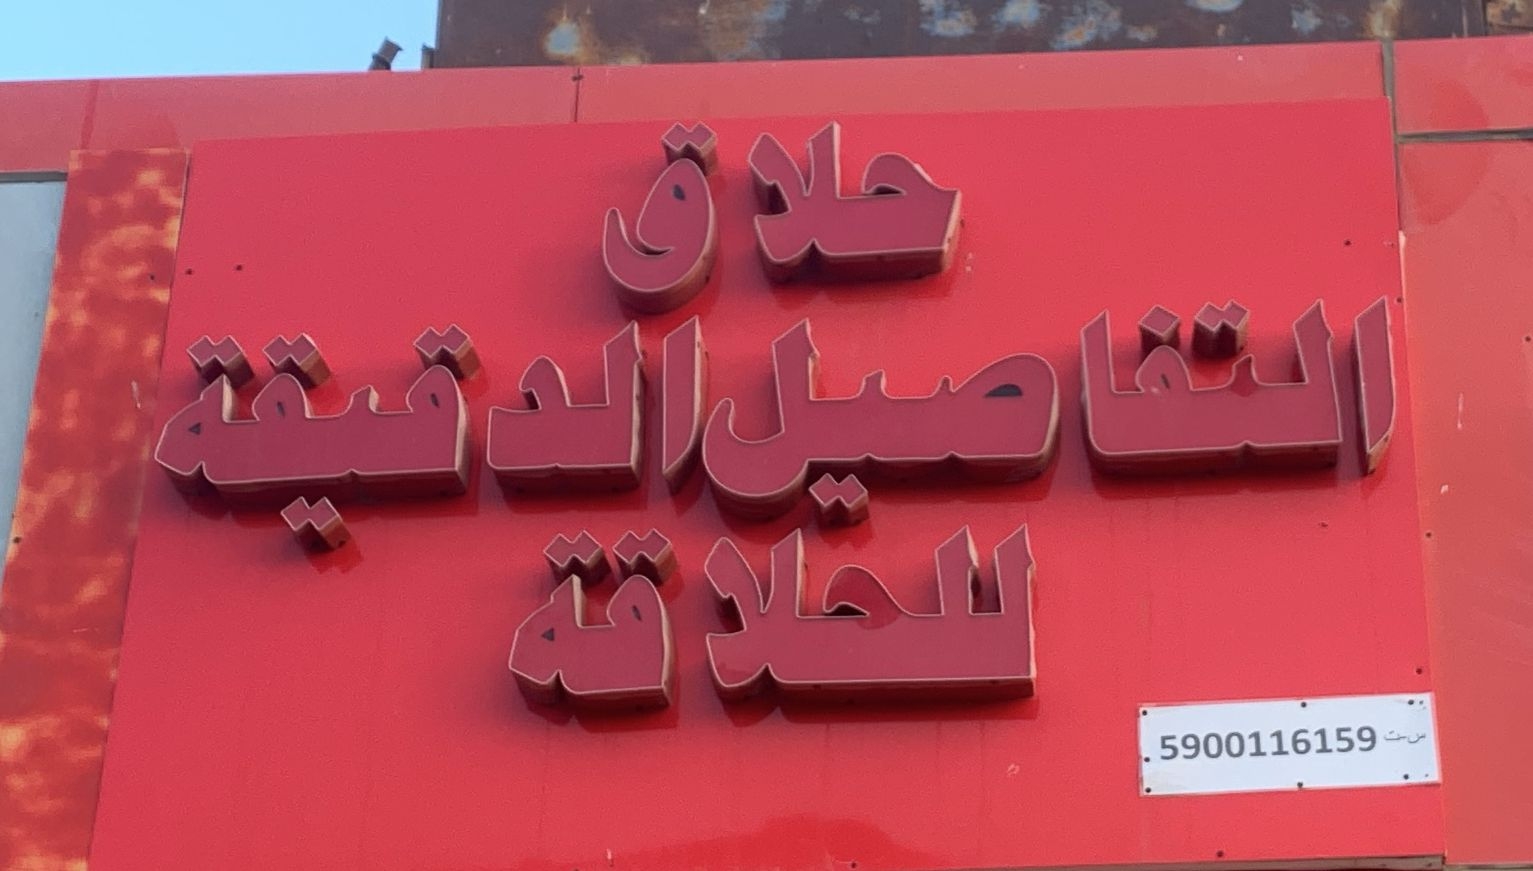 حلاق
التفاصيل الدقيقة
للحلاقة
س-ت 5900116159